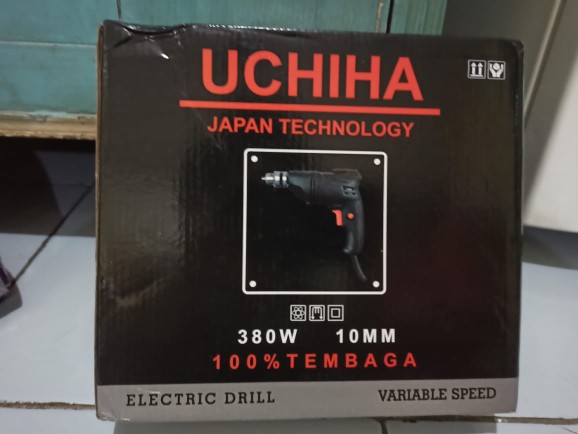 UCHIHA
JAPAN TECHNOLOGY
380W 10MM
100%TEMBAGA
ELECTRIC DRILL VARIABLE SPEED